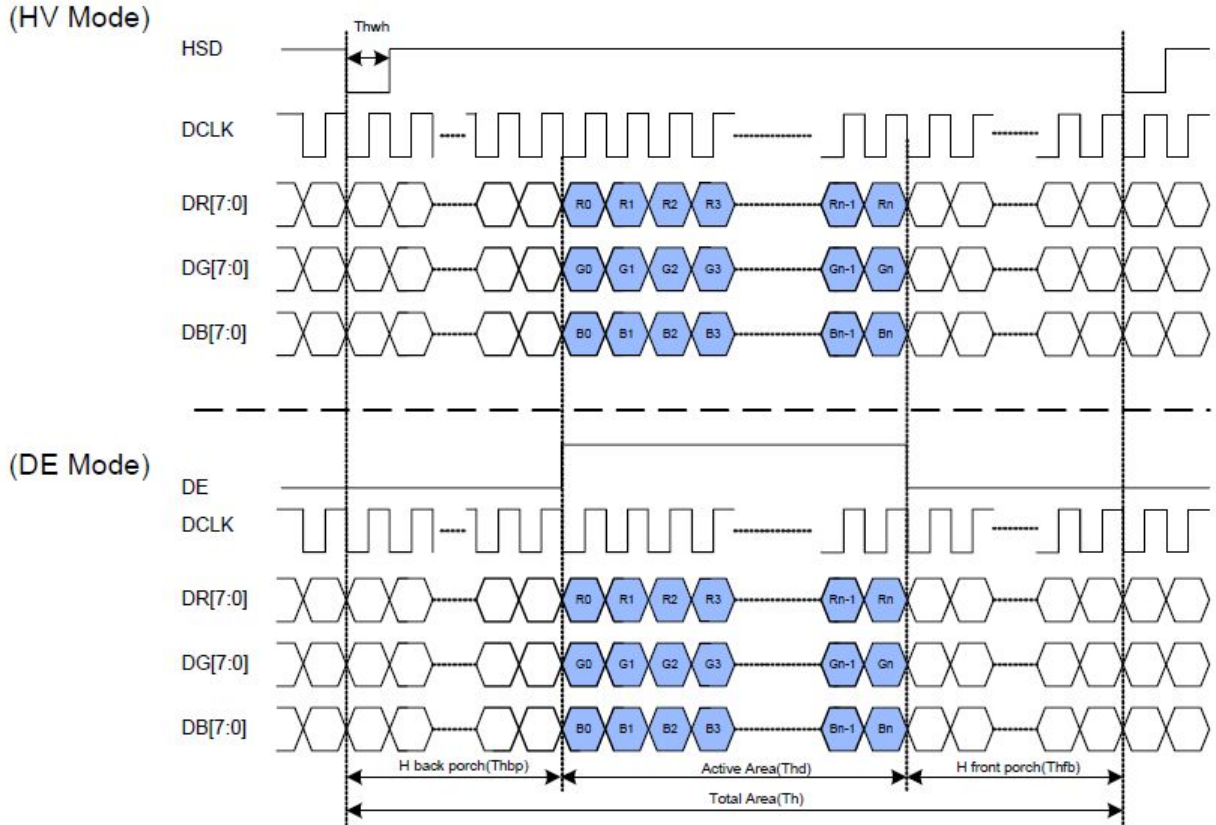 (HV Mode)
Thwh
HSD
DCLK
DR[7:0] R0 R1 R2 R3 Rn-1 Rn
DG[7:0] G0 G1 G2 G3 Gn-1 Gn
DB[7:0] B0 B1 B2 B3 Bn-1 Bn
(DE Mode)
DE
DCLK
DR[7:0] R0 R1 R2 R3 Rn-1 Rn
DG[7:0] G0 G1 G2 G3 Gn-1 Gn
DB[7:0] B0 B1 B2 B3 Bn-1 Bn
H back porch(Thbp) Active Area(Thd) H front porch(Thfb)
Total Area(Th)